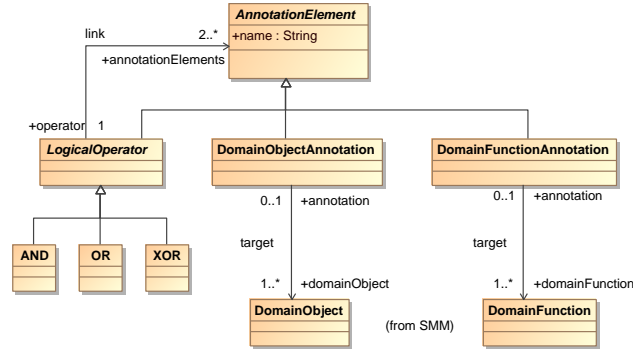 AnnotationElement
link
2..*
+name : String
+annotationElements
+operator
1
LogicalOperator
DomainObjectAnnotation
DomainFunctionAnnotation
0..1
+annotation
0..1
+annotation
AND
OR
XOR
target
target
1..*
+domainObject
1..*
+domainFunction
DomainObject
(from SMM)
DomainFunction